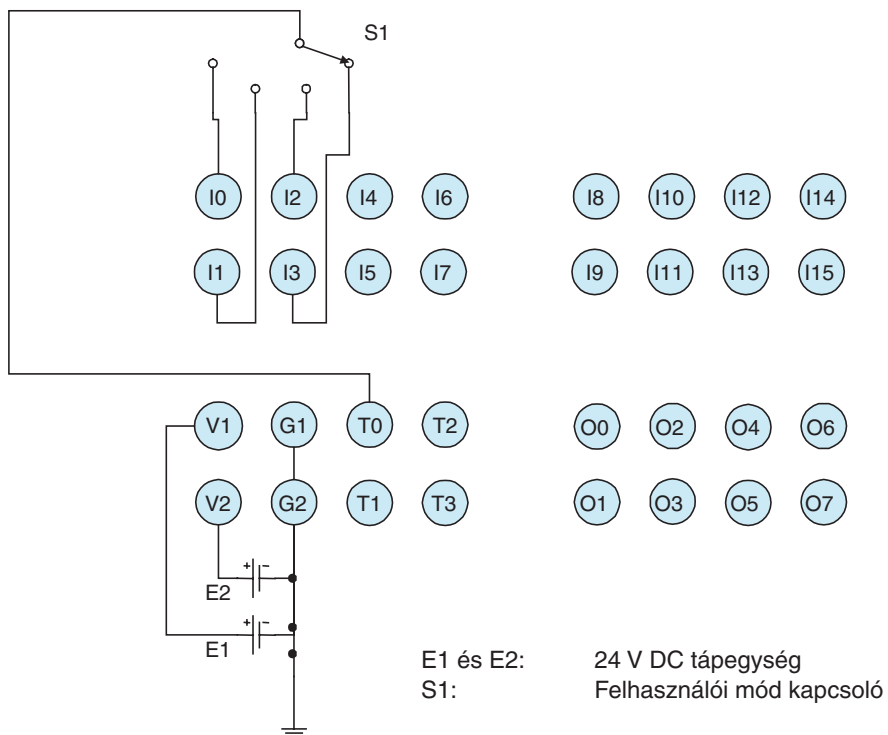 S1
I0 I2 I4 I6 I8 I10 I12 I14
I1 I3 I5 I7 I9 I11 I13 I15
V1 G1 T0 T2 O0 O2 O4 O6
V2 G2 T1 T3 O1 O3 O5 O7
+ -
E2
+ -
E1
E1 és E2: 24 V DC tápegység
S1: Felhasználói mód kapcsoló